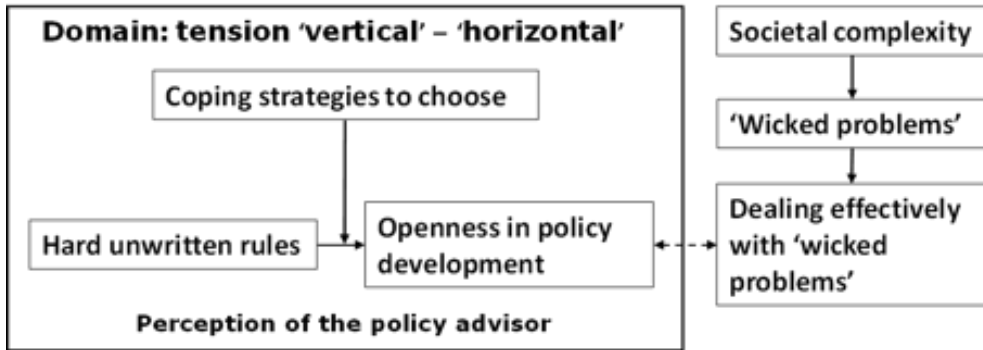 Domain: tension ‘vertical’ – ‘horizontal’
Coping strategies to choose
Hard unwritten rules
Openness in policy
development
Perception of the policy advisor
Societal complexity
‘Wicked problems’
Dealing effectively
with ‘wicked
problems’